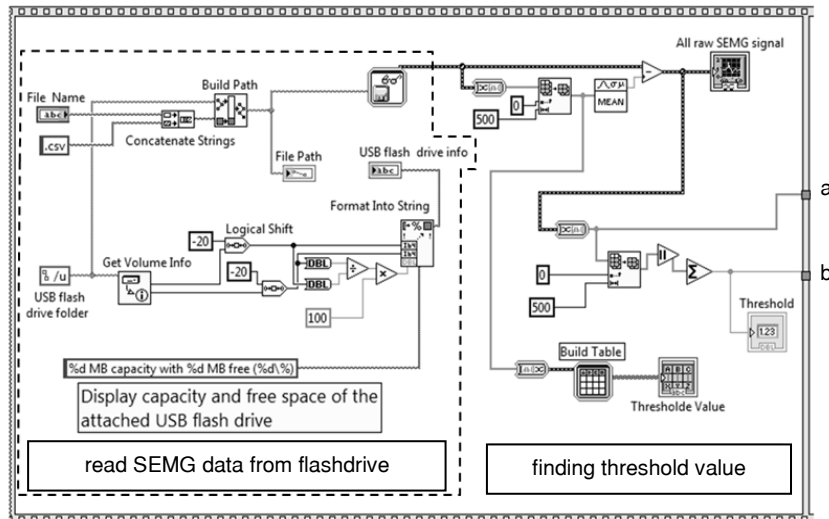 All raw SEMG signal
Build Path
File Name
abc
.csv
Concatenate Strings
0
500
MEAN
File Path
USB flash drive info
abc
Format Into String
a
-20
Logical Shift
Get Volume Info
-20
DBL
DBL
/u
USB flash
drive folder
100
0
500
b
Threshold
1.23
Build Table
Thresholde Value
%d MB capacity with %d MB free (%d\%)
Display capacity and free space of the
attached USB flash drive
read SEMG data from flashdrive
finding threshold value